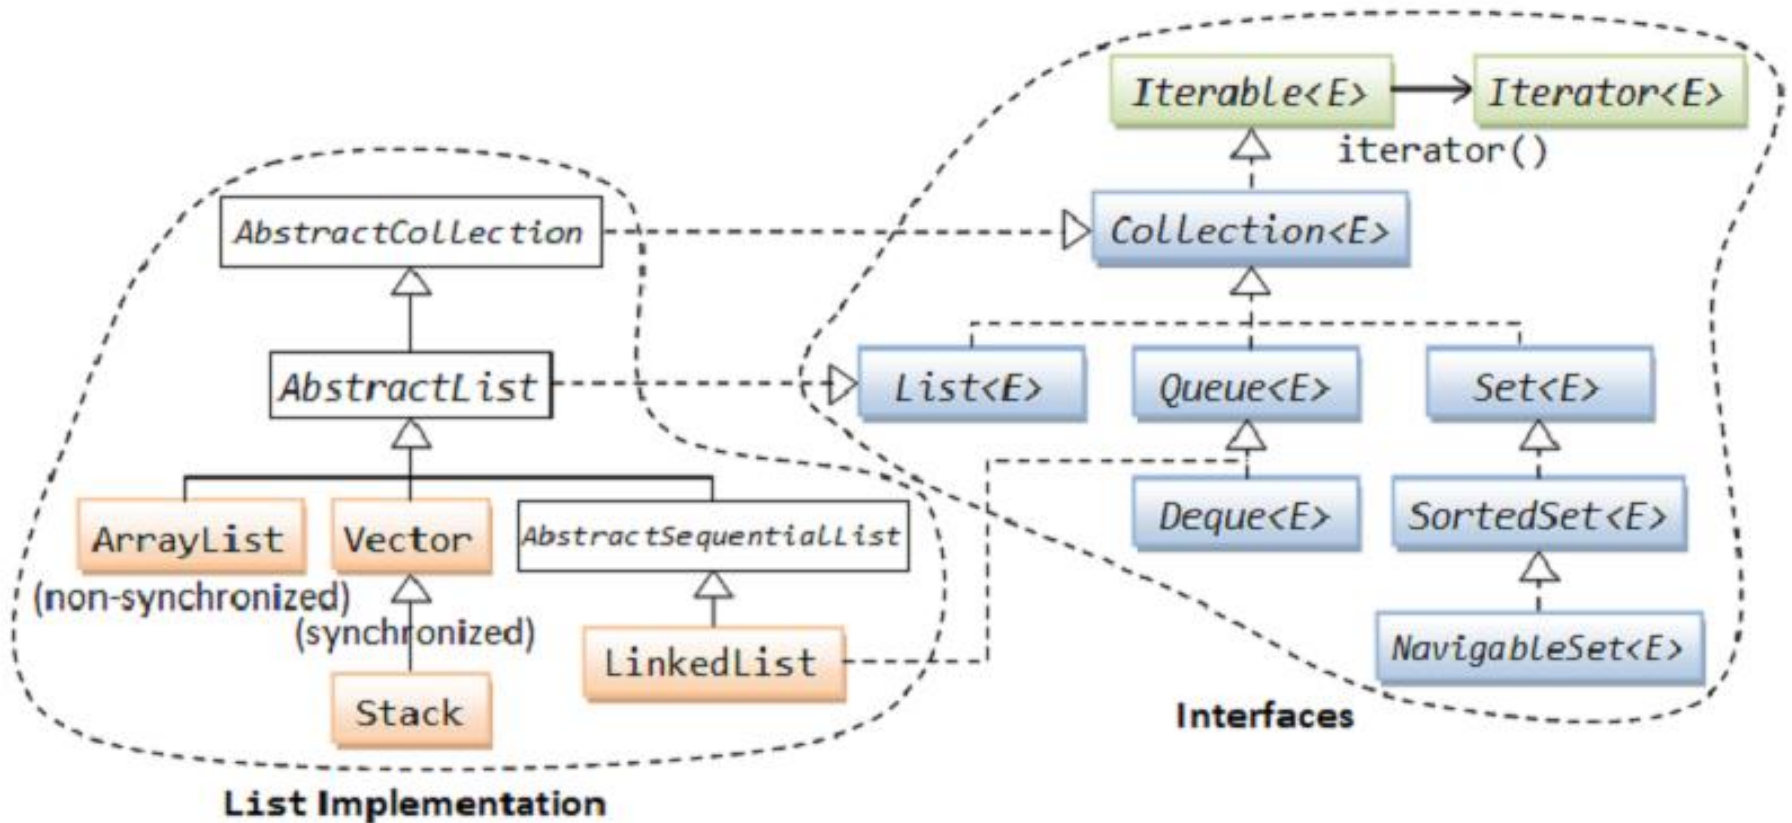 Iterable<E>
Iterator<E>
iterator()
AbstractCollection
Collection<E>
AbstractList
List<E>
Queue<E>
Set<E>
ArrayList
Vector
AbstractSequentialList
Deque<E>
SortedSet<E>
(non-synchronized)
(synchronized)
LinkedList
NavigableSet<E>
Stack
Interfaces
List Implementation